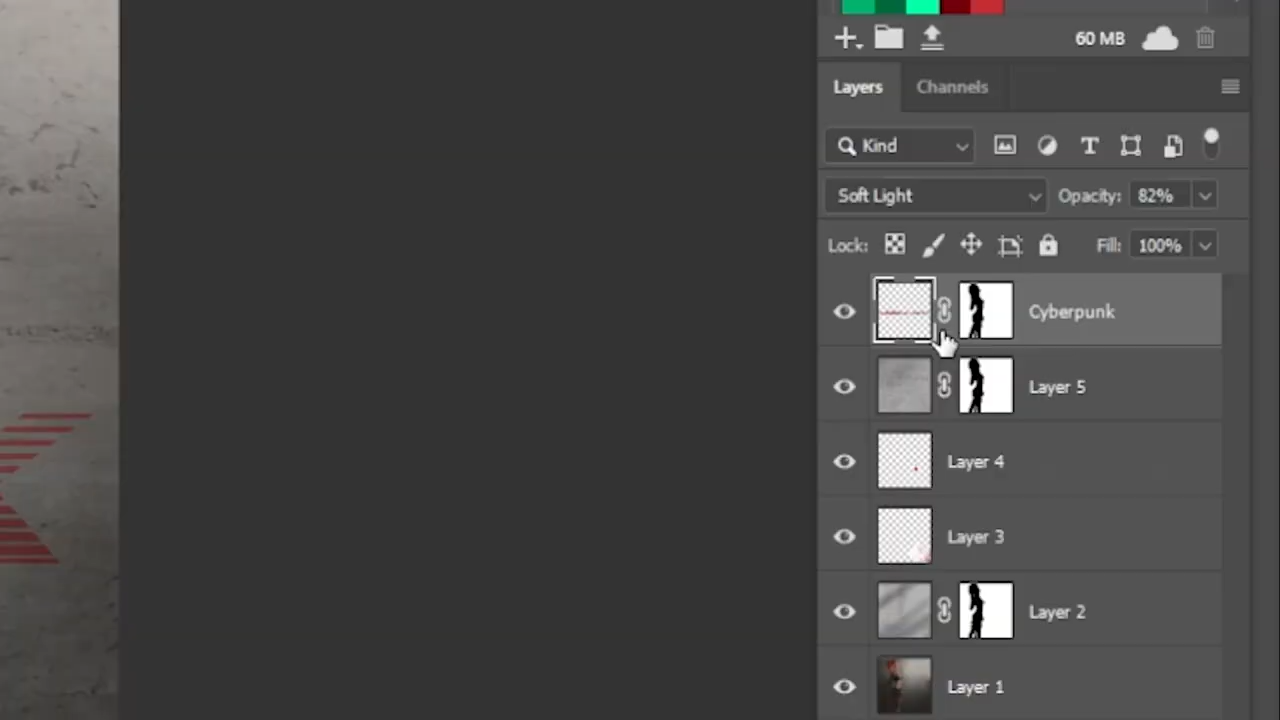 60 MB
Layers Channels
Kind
Soft Light Opacity: 82%
Lock: Fill: 100%
Cyberpunk
Layer 5
Layer 4
Layer 3
Layer 2
Layer 1